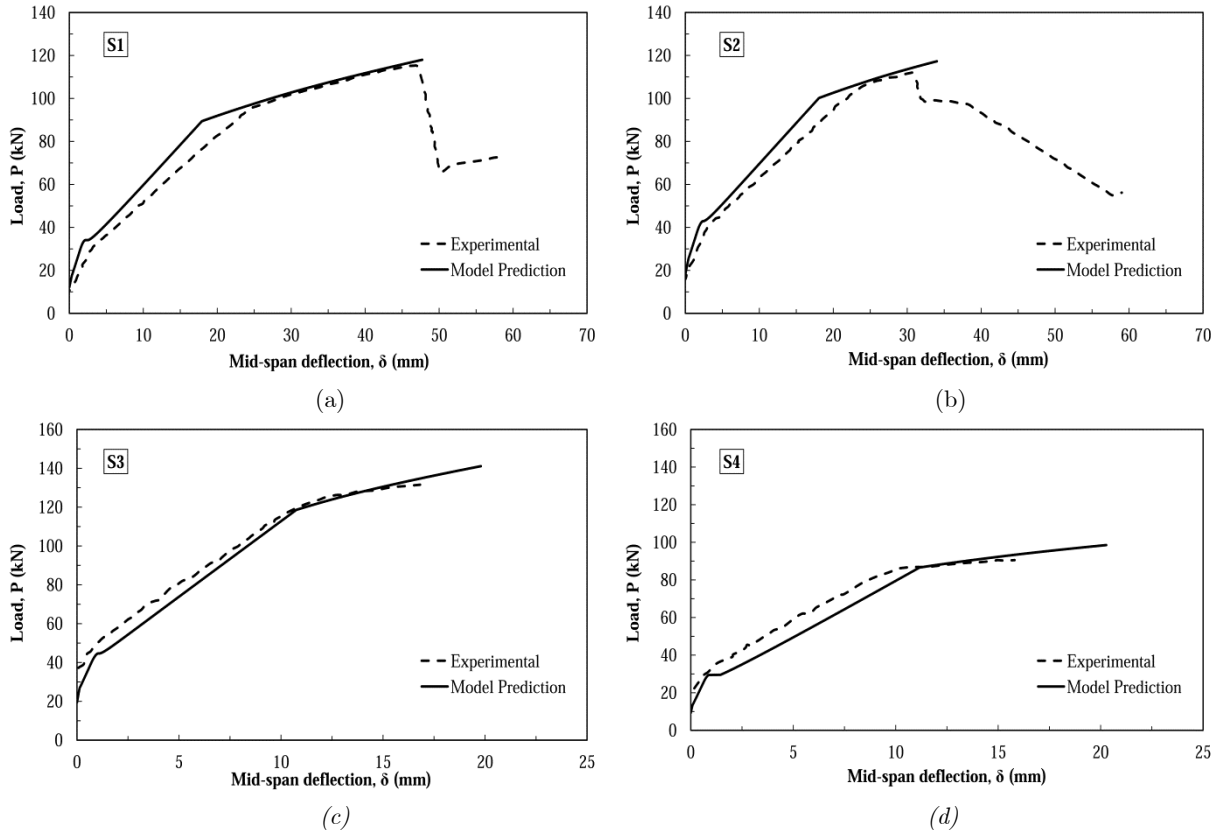 S1
140
120
100
80
60
40
20
0
Load, P (kN)
Experimental
Model Prediction
0 10 20 30 40 50 60 70
Mid-span deflection, δ (mm)
(a)
S2
140
120
100
80
60
40
20
0
Load, P (kN)
Experimental
Model Prediction
0 10 20 30 40 50 60 70
Mid-span deflection, δ (mm)
(b)
S3
160
140
120
100
80
60
40
20
0
Load, P (kN)
Experimental
Model Prediction
0 5 10 15 20 25
Mid-span deflection, δ (mm)
(c)
S4
160
140
120
100
80
60
40
20
0
Load, P (kN)
Experimental
Model Prediction
0 5 10 15 20 25
Mid-span deflection, δ (mm)
(d)